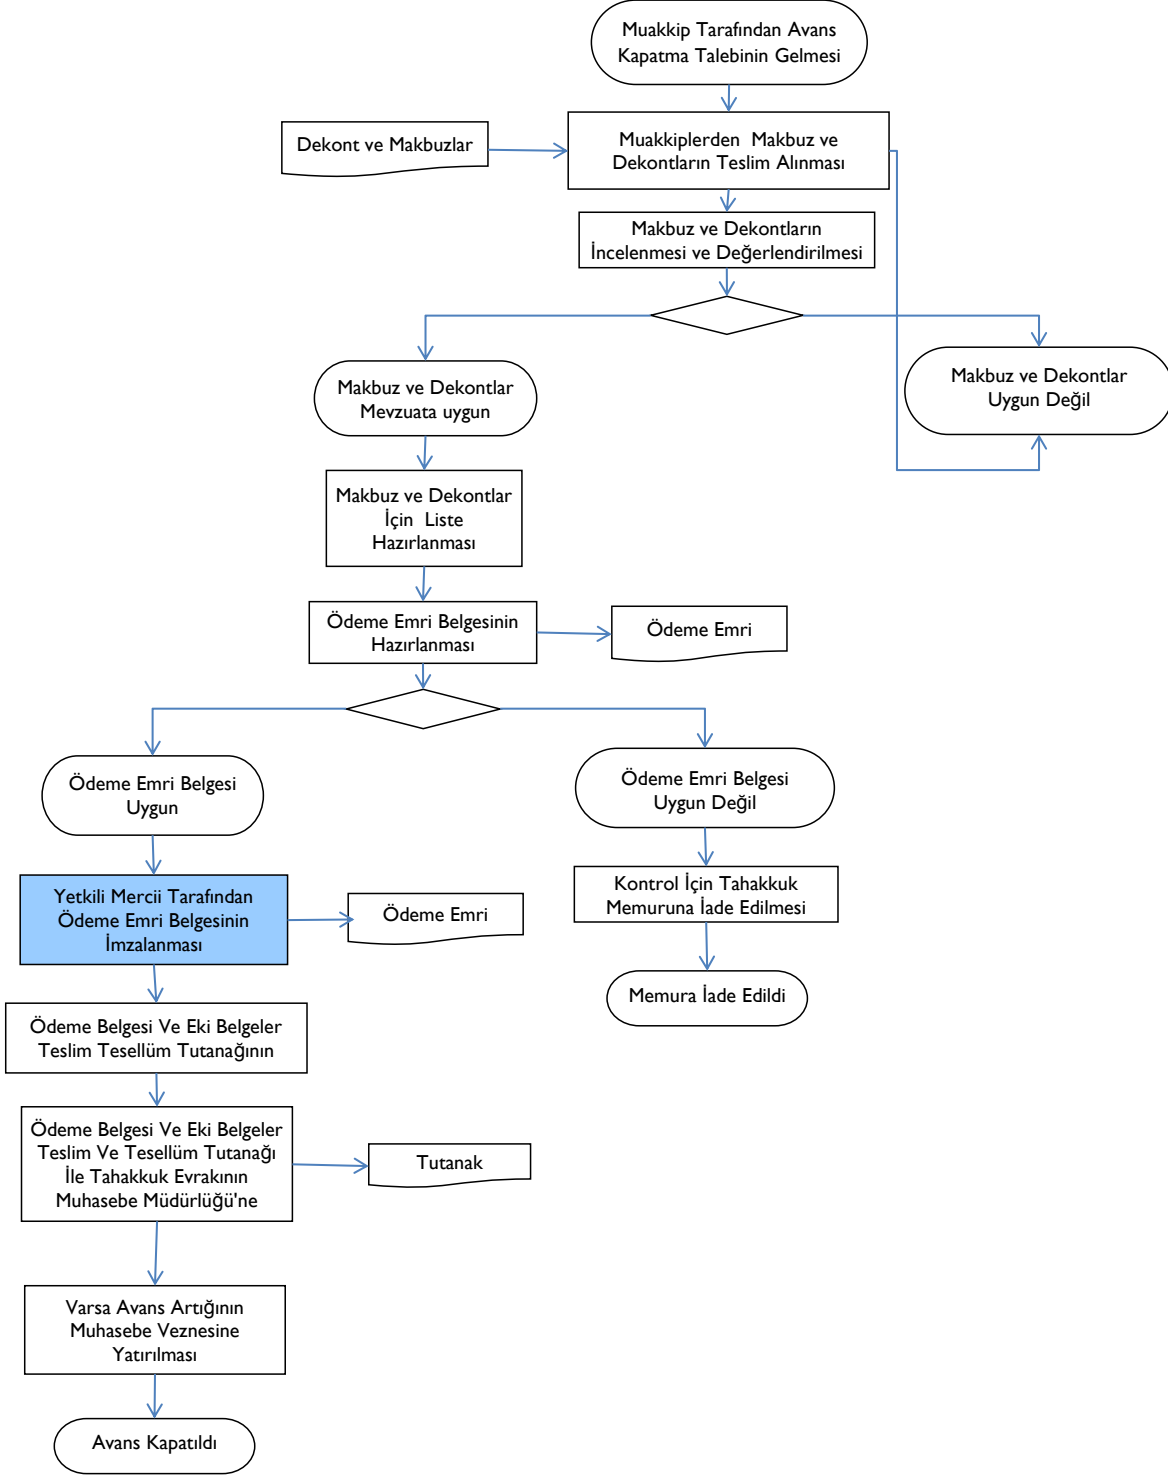 Muakkip Tarafından Avans
Kapatma Talebinin Gelmesi
Dekont ve Makbuzlar
Muakkiplerden Makbuz ve
Dekontların Teslim Alınması
Makbuz ve Dekontların
İncelenmesi ve Değerlendirilmesi
Makbuz ve Dekontlar
Mevzuata uygun
Makbuz ve Dekontlar
Uygun Değil
Makbuz ve Dekontlar
İçin Liste
Hazırlanması
Ödeme Emri Belgesinin
Hazırlanması
Ödeme Emri
Ödeme Emri Belgesi
Uygun
Ödeme Emri Belgesi
Uygun Değil
Yetkili Mercii Tarafından
Ödeme Emri Belgesinin
İmzalanması
Ödeme Emri
Kontrol İçin Tahakkuk
Memuruna İade Edilmesi
Memura İade Edildi
Ödeme Belgesi Ve Eki Belgeler
Teslim Tesellüm Tutanağının
Ödeme Belgesi Ve Eki Belgeler
Teslim Ve Tesellüm Tutanağı
İle Tahakkuk Evrakının
Muhasebe Müdürlüğü'ne
Tutanak
Varsa Avans Artığının
Muhasebe Veznesine
Yatırılması
Avans Kapatıldı